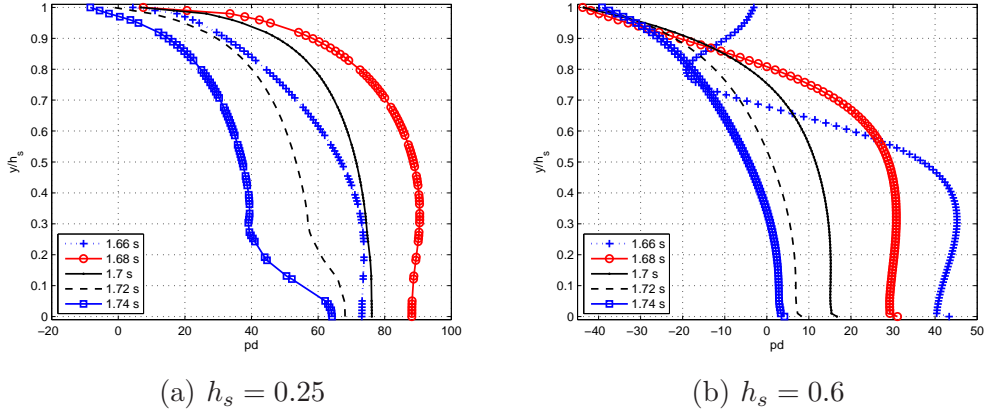 1
0.9
0.8
0.7
0.6
0.5
0.4
0.3
0.2
0.1
0
y/h_s
1.66 s
1.68 s
1.7 s
1.72 s
1.74 s
−20 0 20 40 60 80 100
pd
1
0.9
0.8
0.7
0.6
0.5
0.4
0.3
0.2
0.1
0
y/h_s
1.66 s
1.68 s
1.7 s
1.72 s
1.74 s
−40 −30 −20 −10 0 10 20 30 40 50
pd
(a) h_s = 0.25
(b) h_s = 0.6